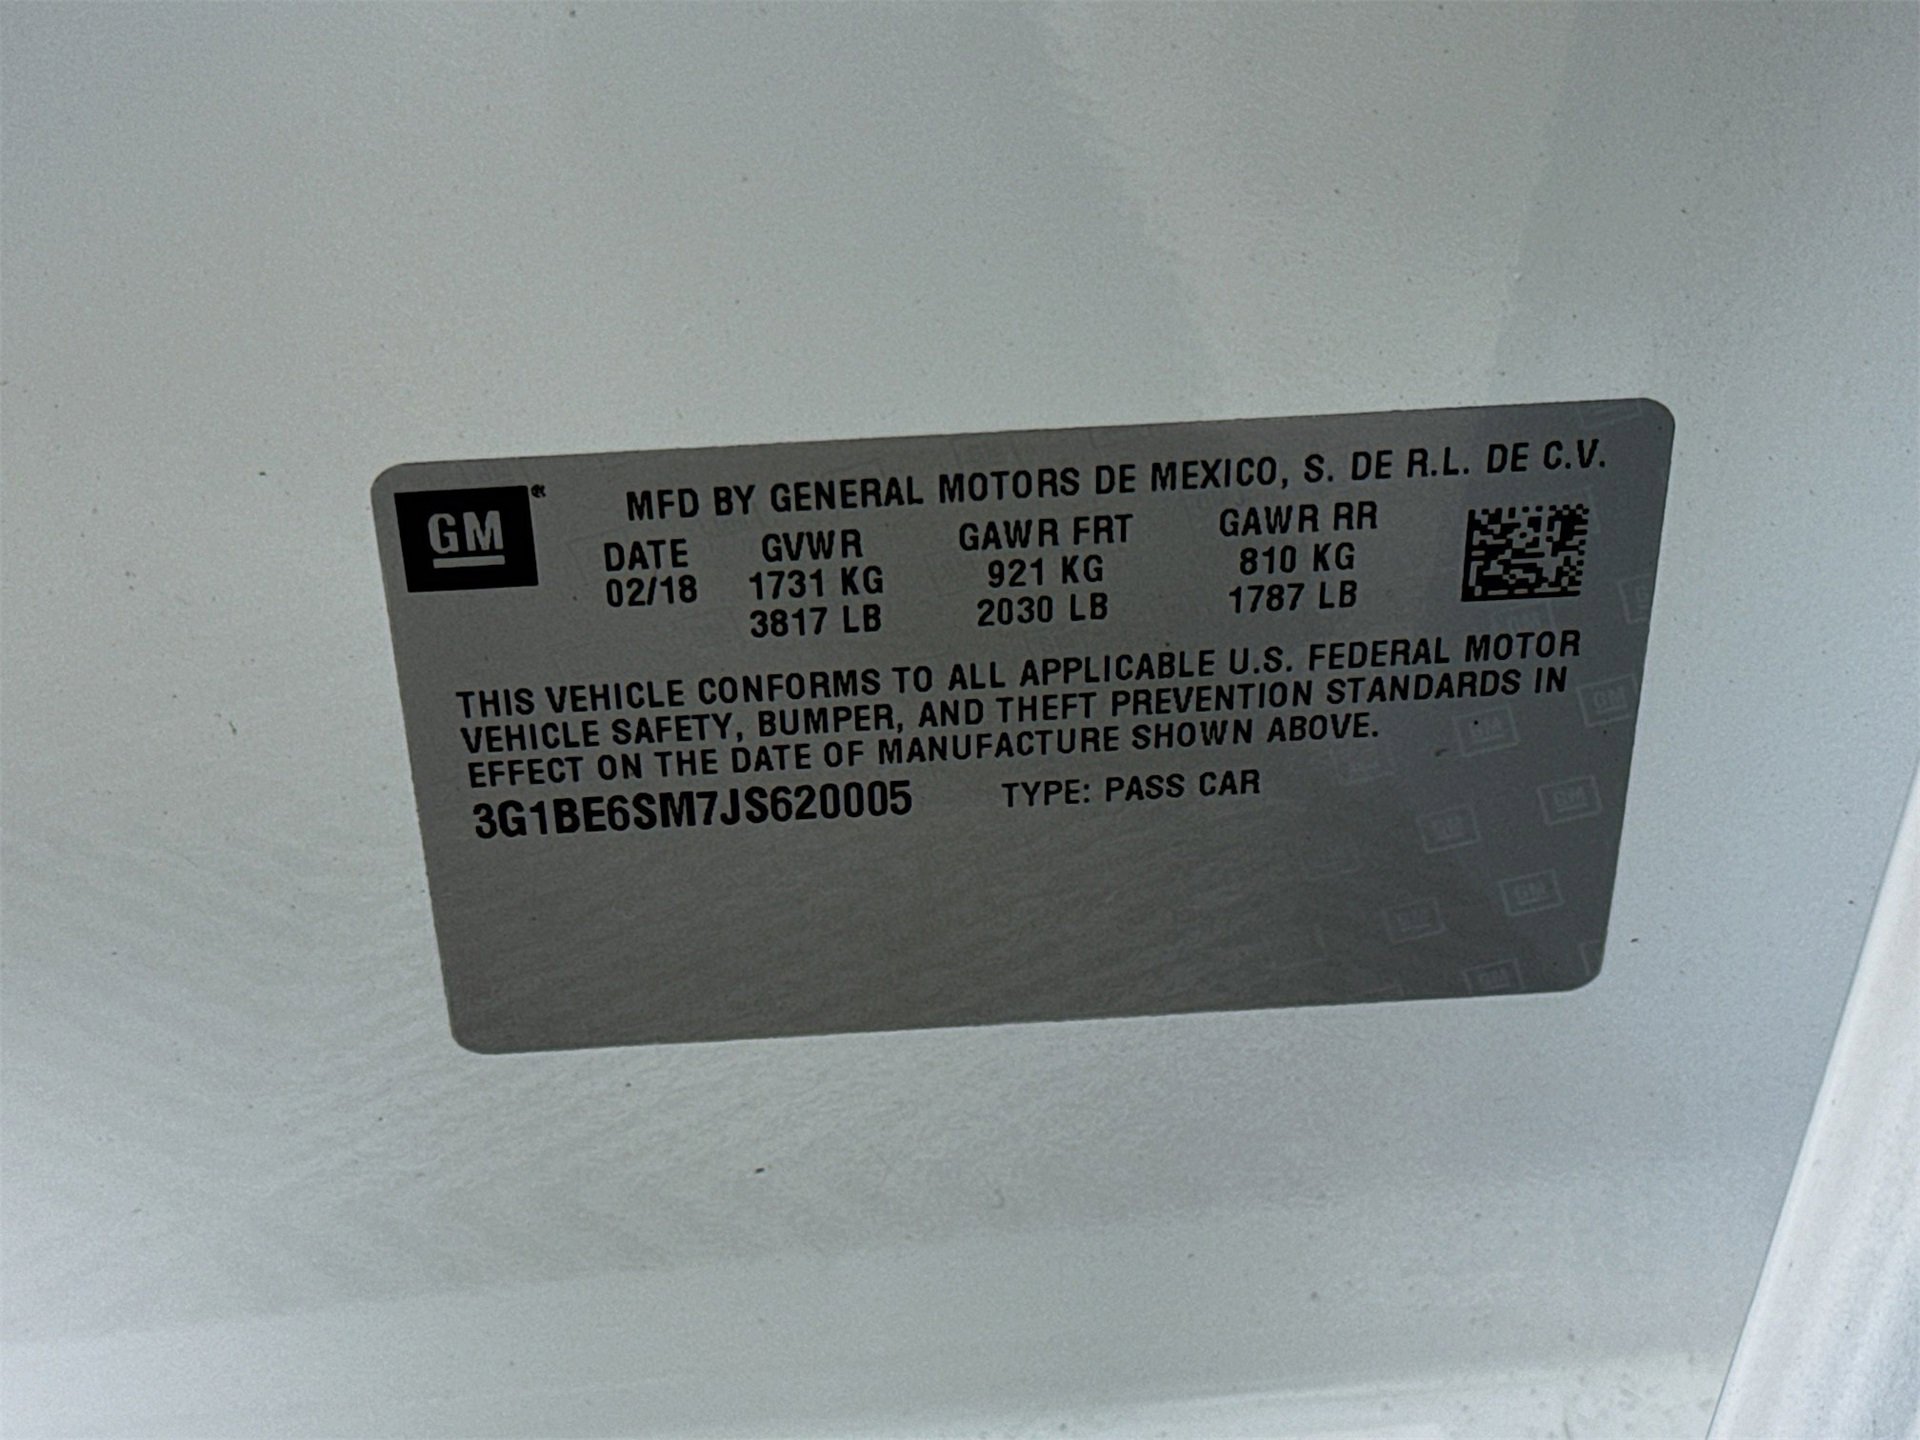 GM
MFD BY GENERAL MOTORS DE MEXICO, S. DE R.L. DE C.V.
DATE GVWR GAWR FRT GAWR RR
02/18 1731 KG 921 KG 810 KG
3817 LB 2030 LB 1787 LB
THIS VEHICLE CONFORMS TO ALL APPLICABLE U.S. FEDERAL MOTOR
VEHICLE SAFETY, BUMPER, AND THEFT PREVENTION STANDARDS IN
EFFECT ON THE DATE OF MANUFACTURE SHOWN ABOVE.
3G1BE6SM7JS620005 TYPE: PASS CAR